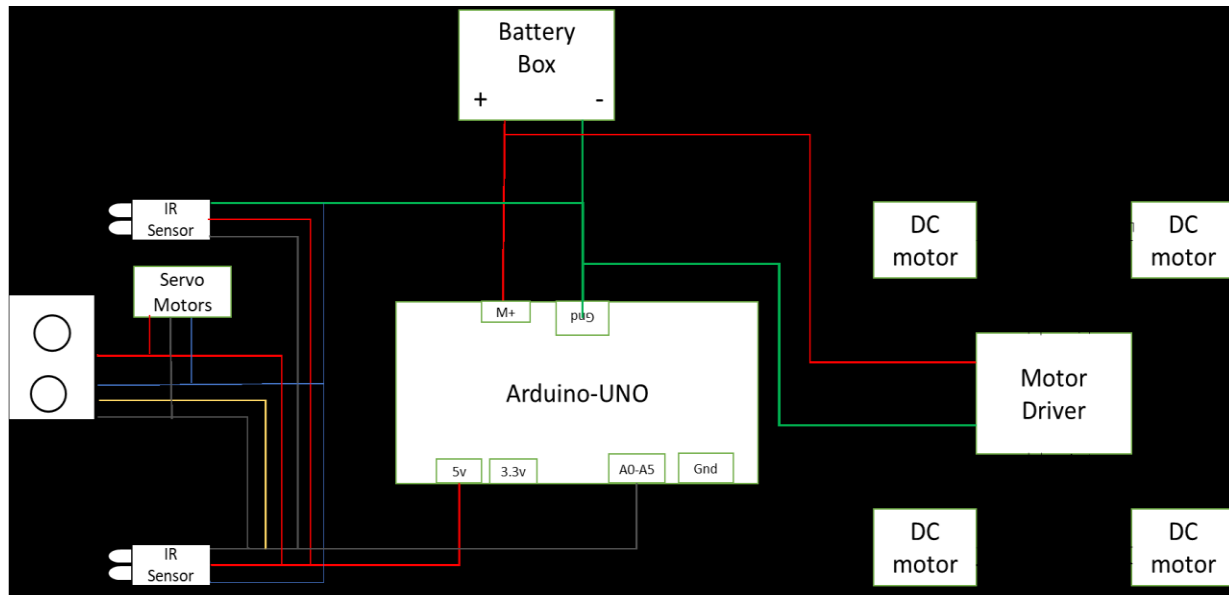 Battery
Box
+ -
IR
Sensor
DC
motor
DC
motor
Servo
Motors
M+
Gnd
Arduino-UNO
Motor
Driver
5v
3.3v
A0-A5
Gnd
IR
Sensor
DC
motor
DC
motor